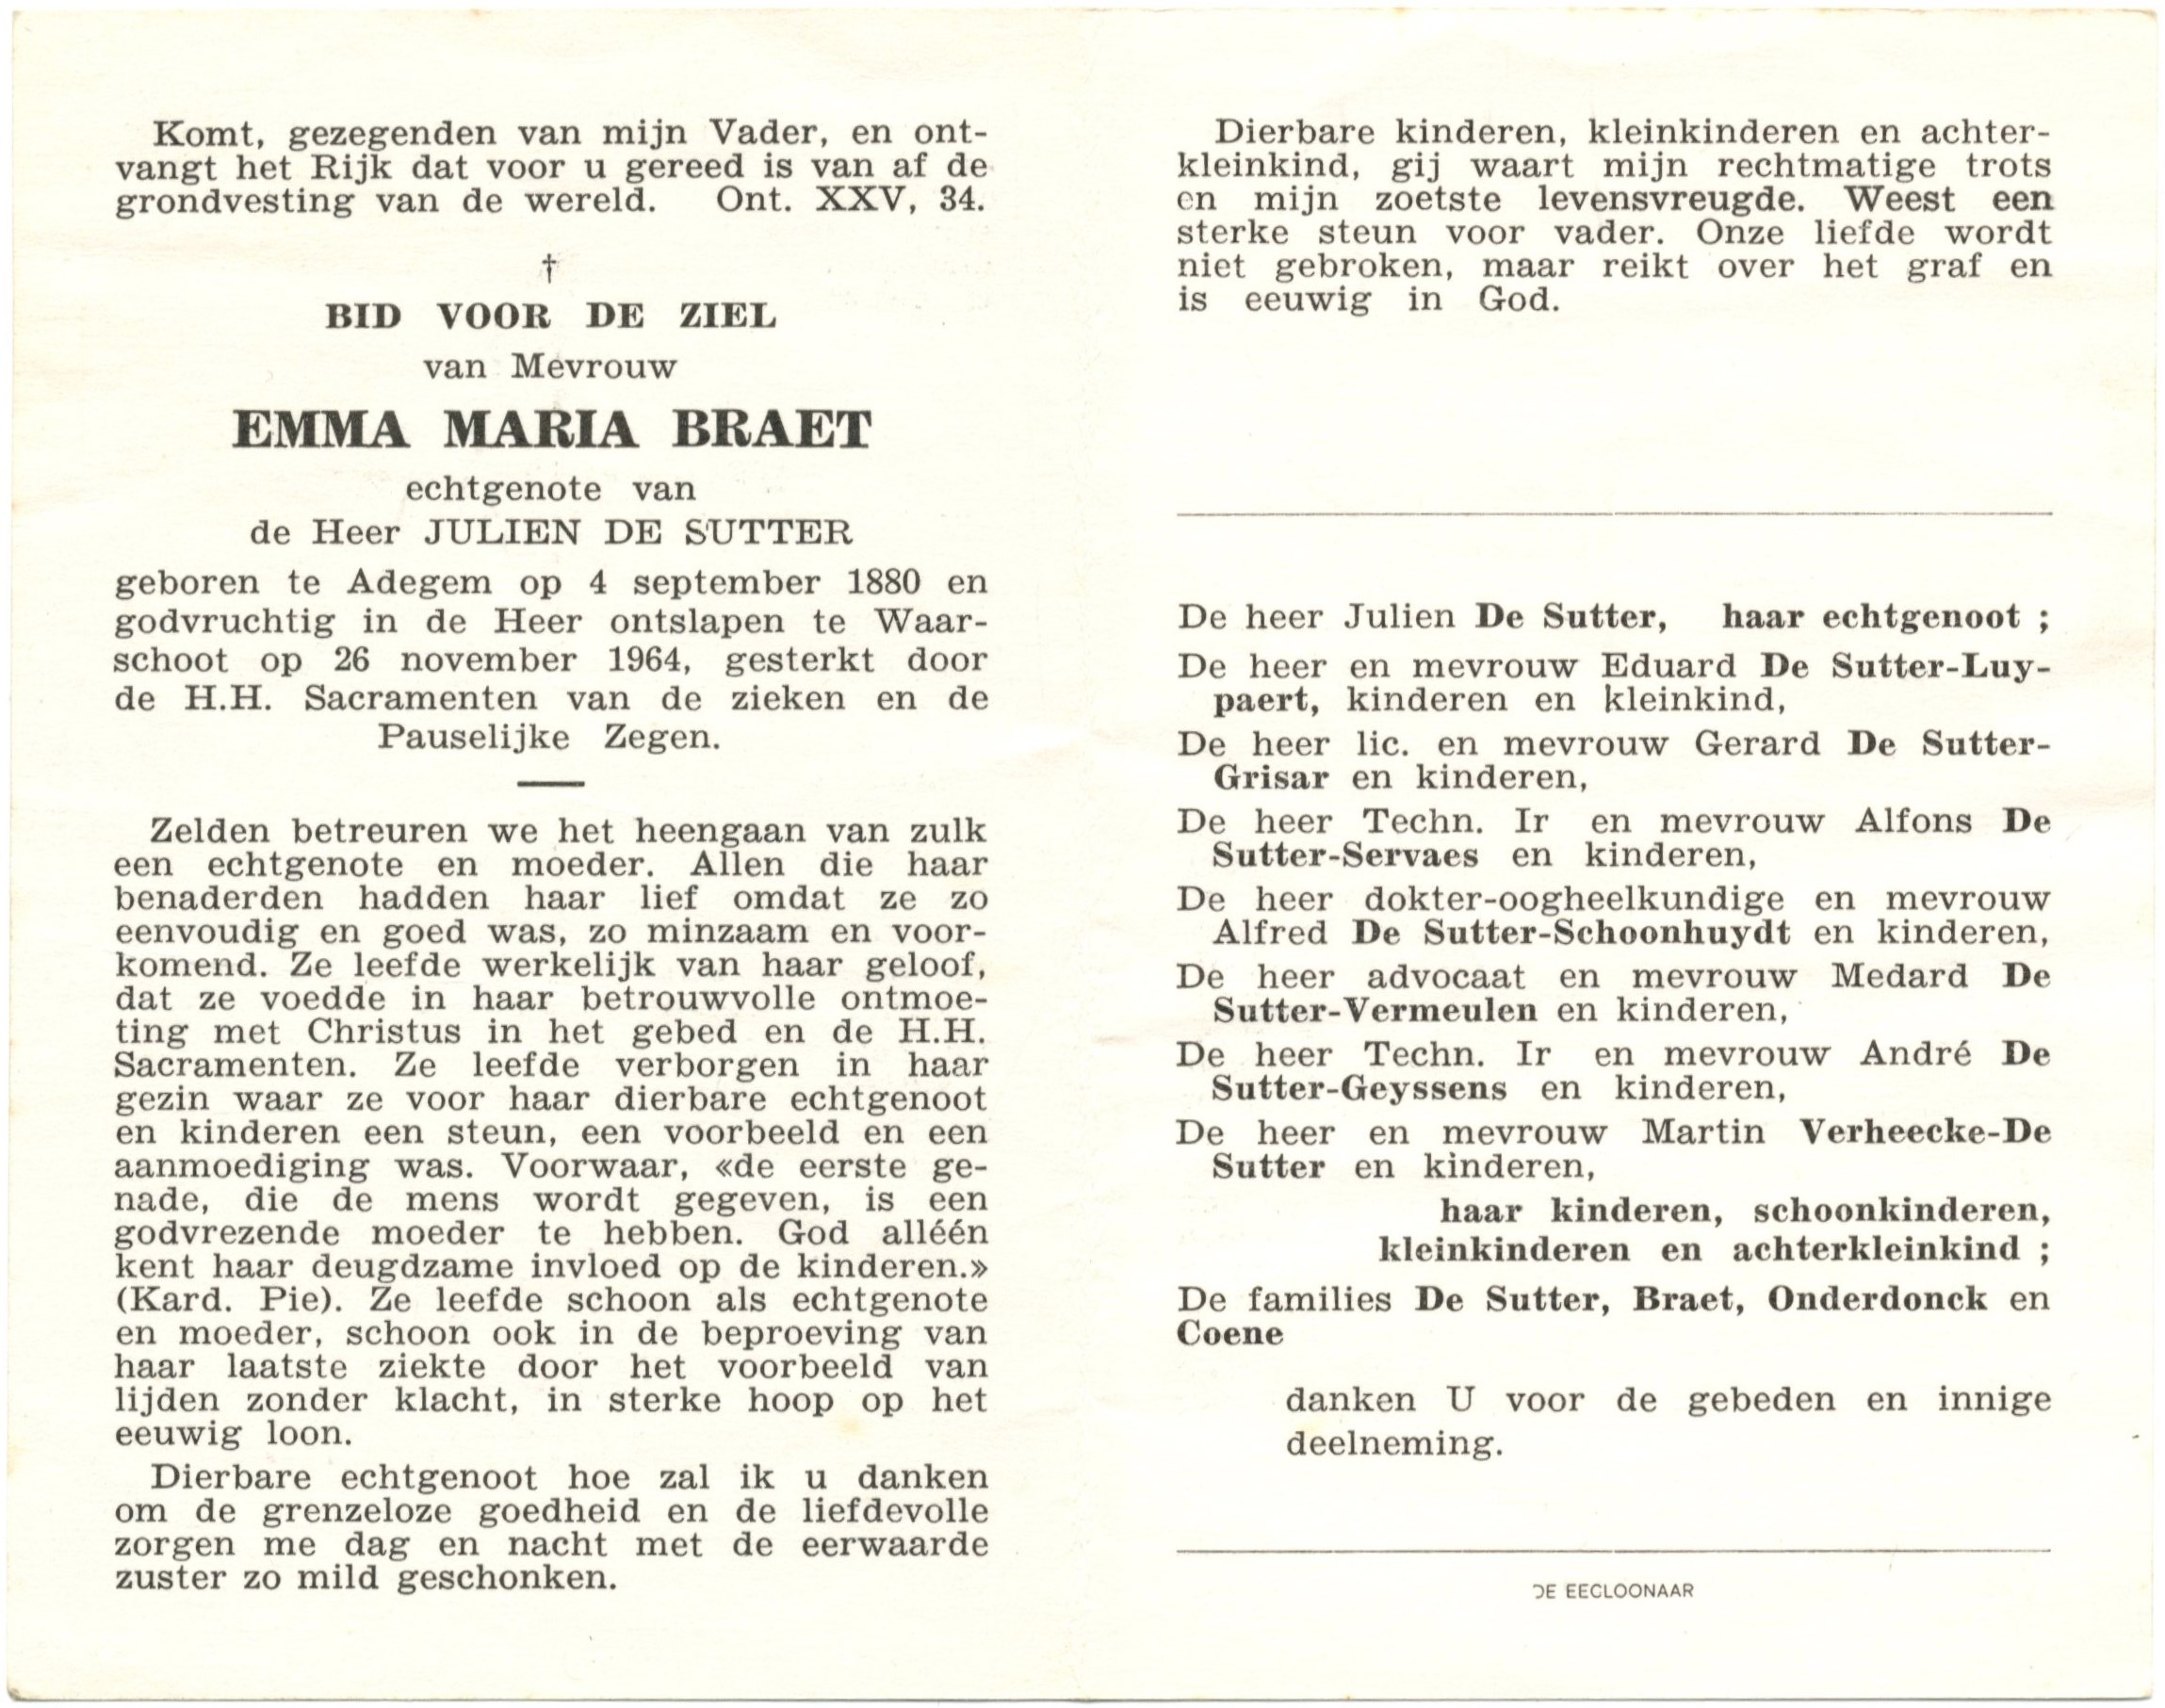 Komt, gezegenden van mijn Vader, en ont-
vangt het Rijk dat voor u gereed is van af de
grondvesting van de wereld. Ont. XXV, 34.
†
BID VOOR DE ZIEL
van Mevrouw
EMMA MARIA BRAET
echtgenote van
de Heer JULIEN DE SUTTER
geboren te Adegem op 4 september 1880 en
godvruchtig in de Heer ontslapen te Waar-
schoot op 26 november 1964, gesterkt door
de H.H. Sacramenten van de zieken en de
Pauselijke Zegen.
Zelden betreuren we het heengaan van zulk
een echtgenote en moeder. Allen die haar
benaderden hadden haar lief omdat ze zo
eenvoudig en goed was, zo minzaam en voor-
komend. Ze leefde werkelijk van haar geloof,
dat ze voedde in haar betrouwvolle ontmoe-
ting met Christus in het gebed en de H.H.
Sacramenten. Ze leefde verborgen in haar
gezin waar ze voor haar dierbare echtgenoot
en kinderen een steun, een voorbeeld en een
aanmoediging was. Voorwaar, «de eerste ge-
nade, die de mens wordt gegeven, is een
godvrezende moeder te hebben. God alléén
kent haar deugdzame invloed op de kinderen.»
(Kard. Pie). Ze leefde schoon als echtgenote
en moeder, schoon ook in de beproeving van
haar laatste ziekte door het voorbeeld van
lijden zonder klacht, in sterke hoop op het
eeuwig loon.
Dierbare echtgenoot hoe zal ik u danken
om de grenzeloze goedheid en de liefdevolle
zorgen me dag en nacht met de eerwaarde
zuster zo mild geschonken.
Dierbare kinderen, kleinkinderen en achter-
kleinkind, gij waart mijn rechtmatige trots
en mijn zoetste levensvreugde. Weest een
sterke steun voor vader. Onze liefde wordt
niet gebroken, maar reikt over het graf en
is eeuwig in God.
De heer Julien De Sutter, haar echtgenoot ;
De heer en mevrouw Eduard De Sutter-Luy-
paert, kinderen en kleinkind,
De heer lic. en mevrouw Gerard De Sutter-
Grisar en kinderen,
De heer Techn. Ir en mevrouw Alfons De
Sutter-Servaes en kinderen,
De heer dokter-oogheelkundige en mevrouw
Alfred De Sutter-Schoonhuydt en kinderen,
De heer advocaat en mevrouw Medard De
Sutter-Vermeulen en kinderen,
De heer Techn. Ir en mevrouw André De
Sutter-Geyssens en kinderen,
De heer en mevrouw Martin Verheecke-De
Sutter en kinderen,
haar kinderen, schoonkinderen,
kleinkinderen en achterkleinkind ;
De families De Sutter, Braet, Onderdonck en
Coene
danken U voor de gebeden en innige
deelneming.
DE EECLOONAAR